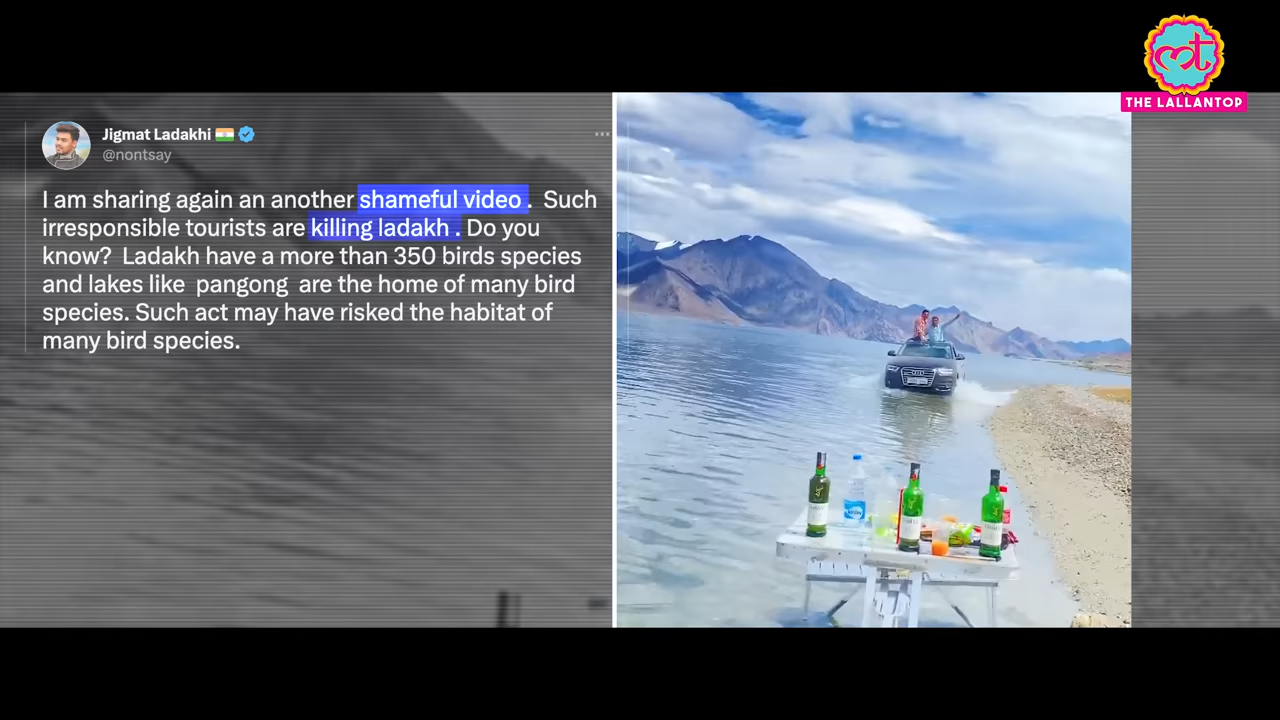 मt
THE LALLANTOP
Jigmat Ladakhi
@nontsay
I am sharing again an another shameful video . Such
irresponsible tourists are killing ladakh . Do you
know? Ladakh have a more than 350 birds species
and lakes like pangong are the home of many bird
species. Such act may have risked the habitat of
many bird species.